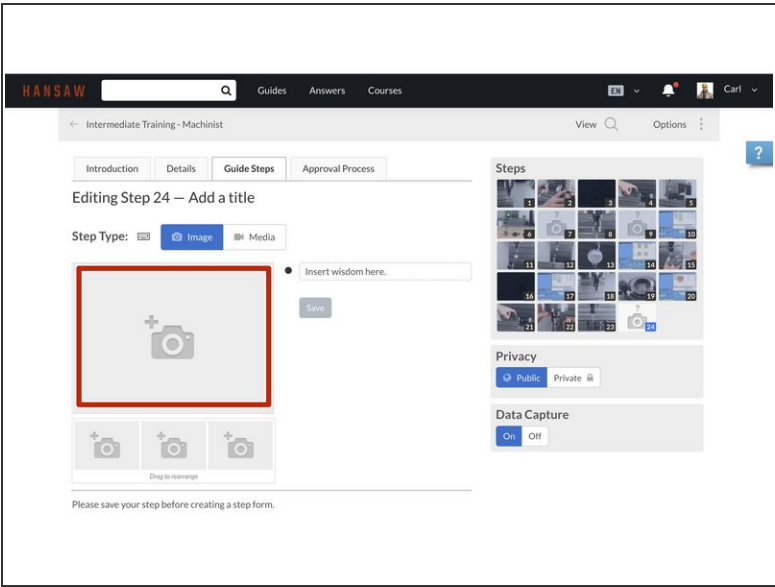 HANSAW Guides Answers Courses EN Carl
← Intermediate Training - Machinist View Options
?
Introduction Details Guide Steps Approval Process
Editing Step 24 — Add a title
Step Type: Image Media
Insert wisdom here.
Save
Drag to rearrange
Please save your step before creating a step form.
Steps
1 2 3 4 5
6 7 8 9 10
11 12 13 14 15
16 17 18 19 20
21 22 23 24
Privacy
Public Private
Data Capture
On Off